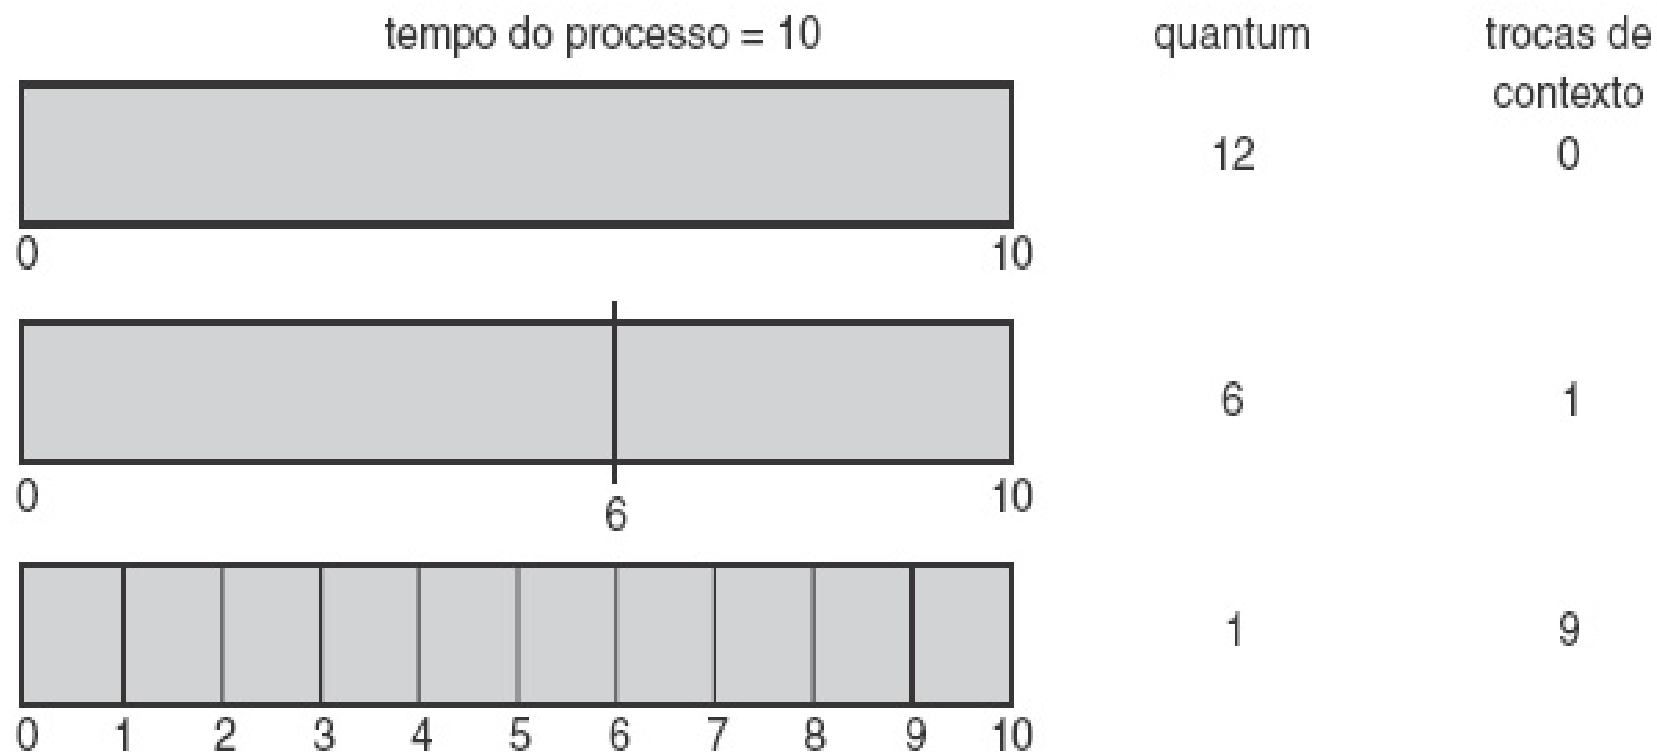 tempo do processo = 10
quantum
trocas de
contexto
12
0
0
10
6
1
0
10
6
1
9
0 1 2 3 4 5 6 7 8 9 10